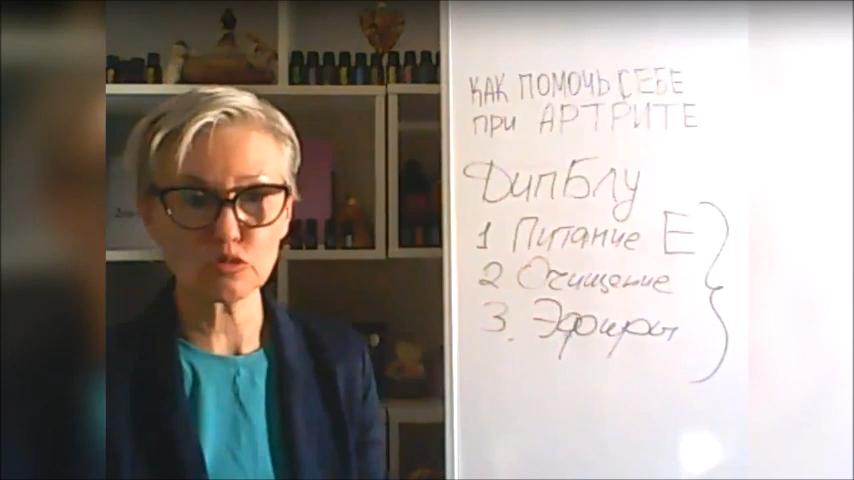 КАК ПОМОЧЬ СЕБЕ
при АРТРИТЕ
ДипБлу
1 Питание Е
2 Очищение
3. Эфиры